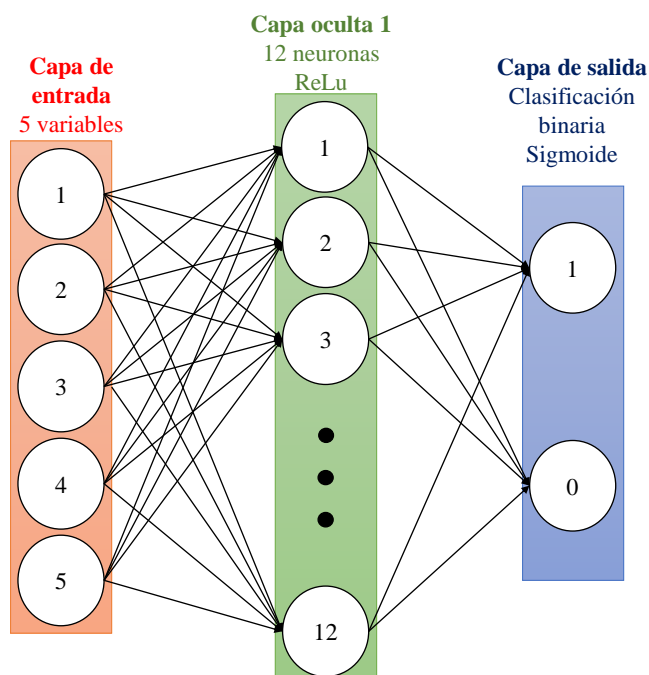 Capa de
entrada
5 variables
1
2
3
4
5
Capa oculta 1
12 neuronas
ReLu
1
2
3
12
Capa de salida
Clasificación
binaria
Sigmoide
1
0